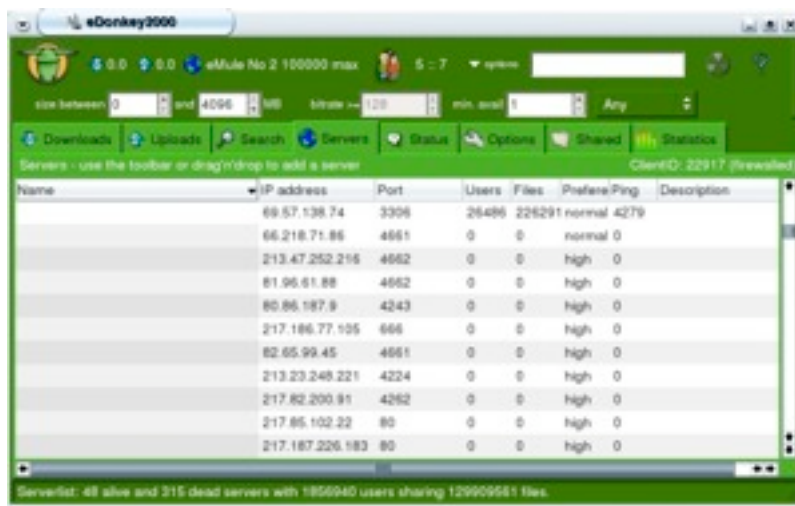 eDonkey2000
0.0 0.0 eMule No 2 100000 max 5 : 7 options
size between 0 and 4096 MB bitrate >= 128 min. avail 1 Any
Downloads Uploads Search Servers Status Options Shared Statistics
Servers - use the toolbar or drag'n'drop to add a server ClientID: 22917 (firewalled)
Name IP address Port Users Files Prefere Ping Description
69.57.138.74 3306 26486 226291 normal 4279
66.218.71.86 4661 0 0 normal 0
213.47.252.216 4662 0 0 high 0
81.96.61.88 4662 0 0 high 0
80.86.187.9 4243 0 0 high 0
217.186.77.105 666 0 0 high 0
82.65.99.45 4661 0 0 high 0
213.23.248.221 4224 0 0 high 0
217.82.200.91 4262 0 0 high 0
217.85.102.22 80 0 0 high 0
217.187.226.183 80 0 0 high 0
Serverlist: 48 alive and 315 dead servers with 1856940 users sharing 129909561 files.